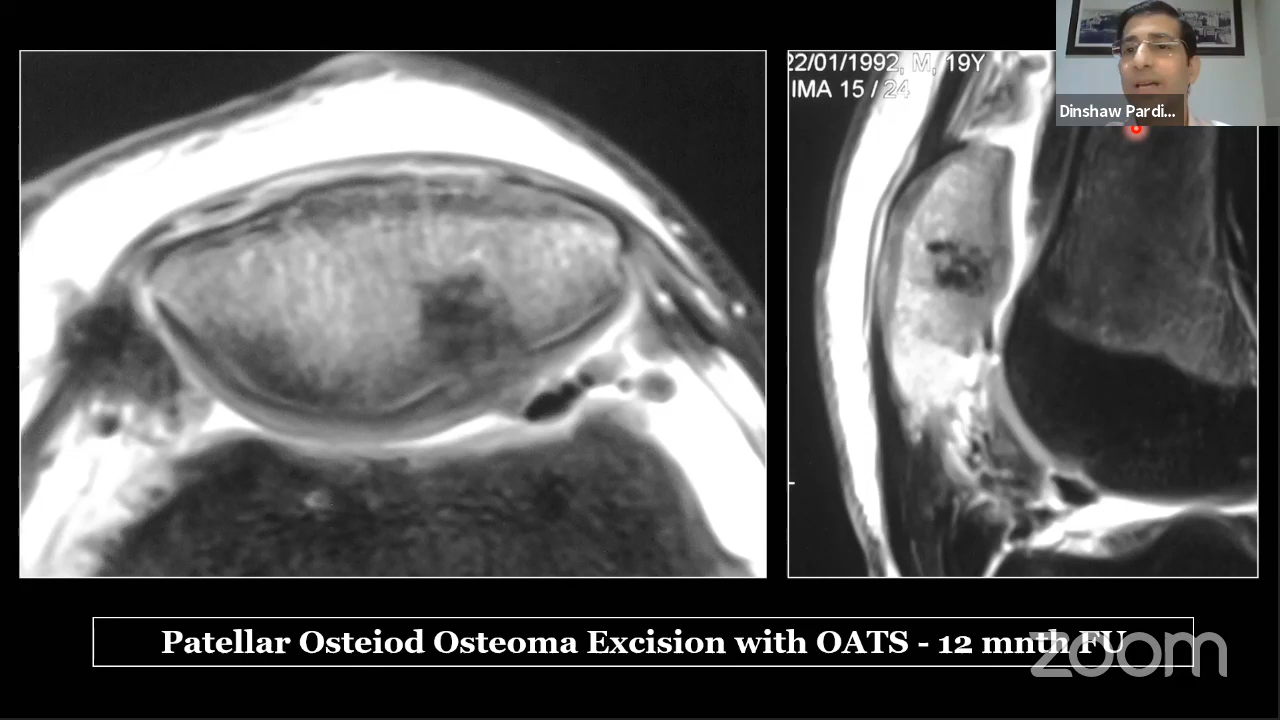 22/01/1992, M, 19Y
IMA 15 / 24
Dinshaw Pardi...
Patellar Osteiod Osteoma Excision with OATS - 12 mnth FU
zoom